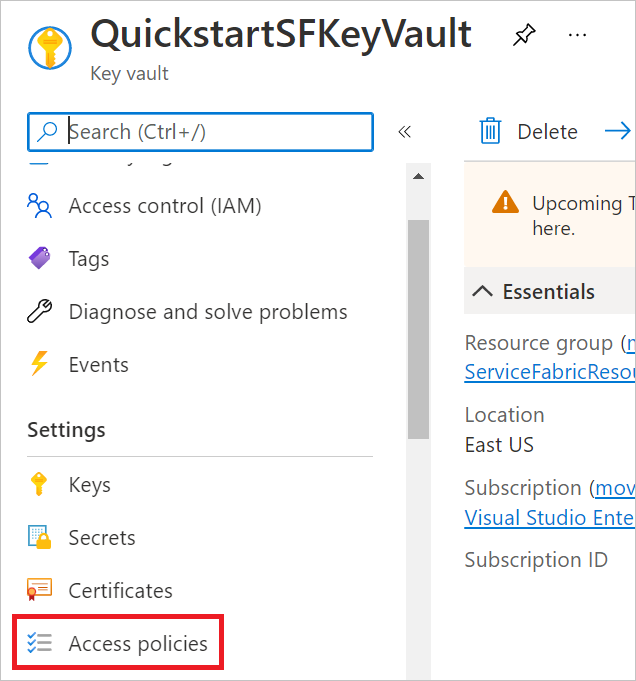 QuickstartSFKeyVault
Key vault
Search (Ctrl+/)
Access control (IAM)
Tags
Diagnose and solve problems
Events
Settings
Keys
Secrets
Certificates
Access policies
Delete
Upcoming
here.
Essentials
Resource group (
ServiceFabricResou
Location
East US
Subscription (mov
Visual Studio Ente
Subscription ID